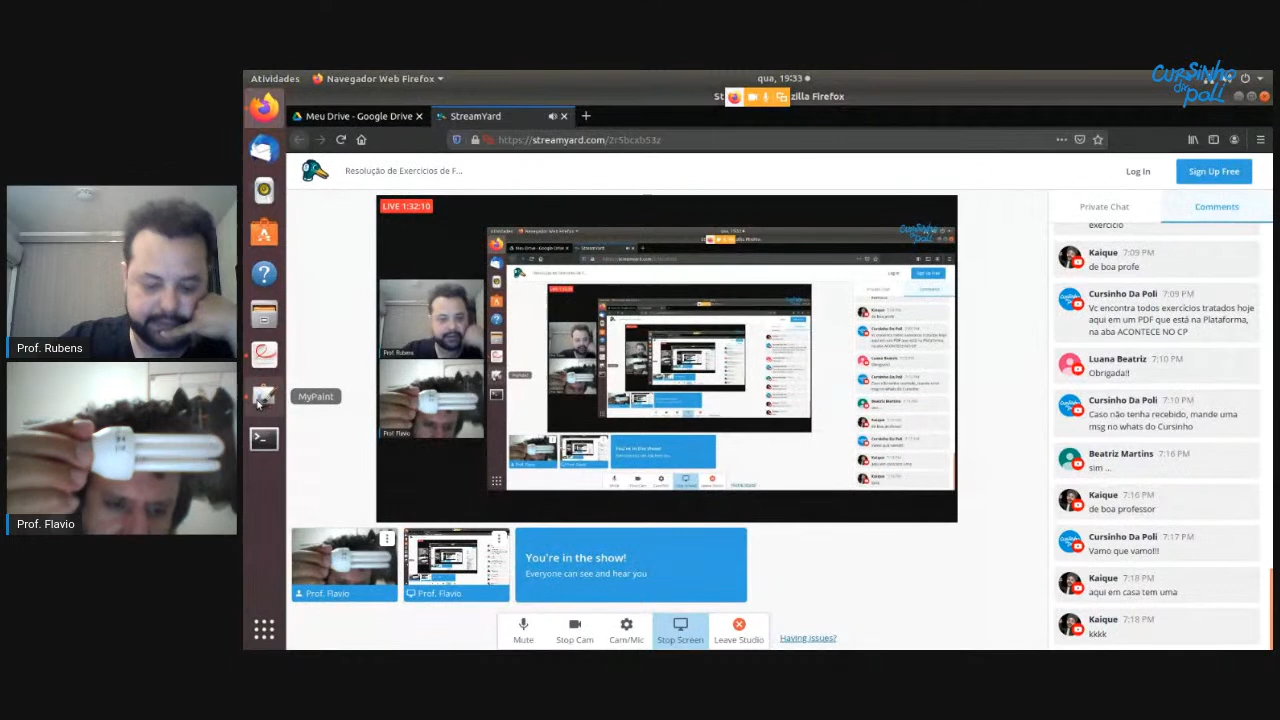 CURSiNHO
da
POLi
Atividades
Navegador Web Firefox
qua, 19:33
St
zilla Firefox
Meu Drive - Google Drive
StreamYard
https://streamyard.com/2r5bcxb53z
Resolução de Exercícios de F...
Log In
Sign Up Free
LIVE 1:32:10
Private Chat
Comments
exercício
Kaique 7:09 PM
de boa profe
Cursinho Da Poli 7:09 PM
Vc encontra todos exercícios tratados hoje
aqui em um PDF que está na Plataforma,
na aba ACONTECE NO CP
Luana Beatriz 7:10 PM
Obrigada!!
Cursinho Da Poli 7:10 PM
Caso não tenha recebido, mande uma
msg no whats do Cursinho
Beatriz Martins 7:16 PM
sim ...
Kaique 7:16 PM
de boa professor
Cursinho Da Poli 7:17 PM
Vamo que vamo!!!
Kaique 7:18 PM
aqui em casa tem uma
Kaique 7:18 PM
kkkk
Prof. Rubens
Prof. Flavio
MyPaint
Prof. Rubens
Prof. Flavio
You're in the show!
Everyone can see and hear you
Prof. Flavio
Prof. Flavio
Mute
Stop Cam
Cam/Mic
Stop Screen
Leave Studio
Having issues?